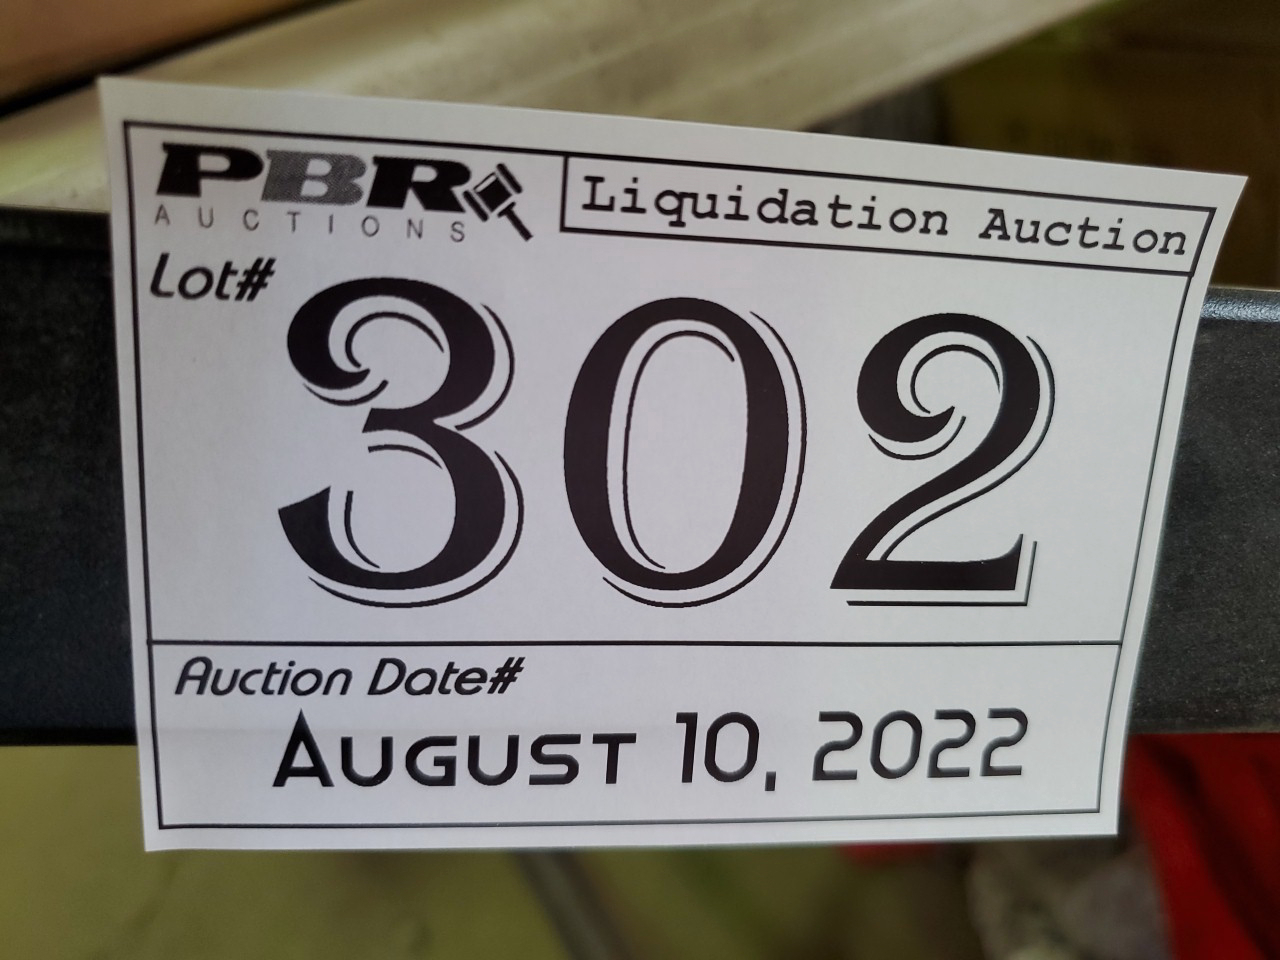 PBR
AUCTIONS
Liquidation Auction
Lot#
302
Auction Date#
August 10, 2022